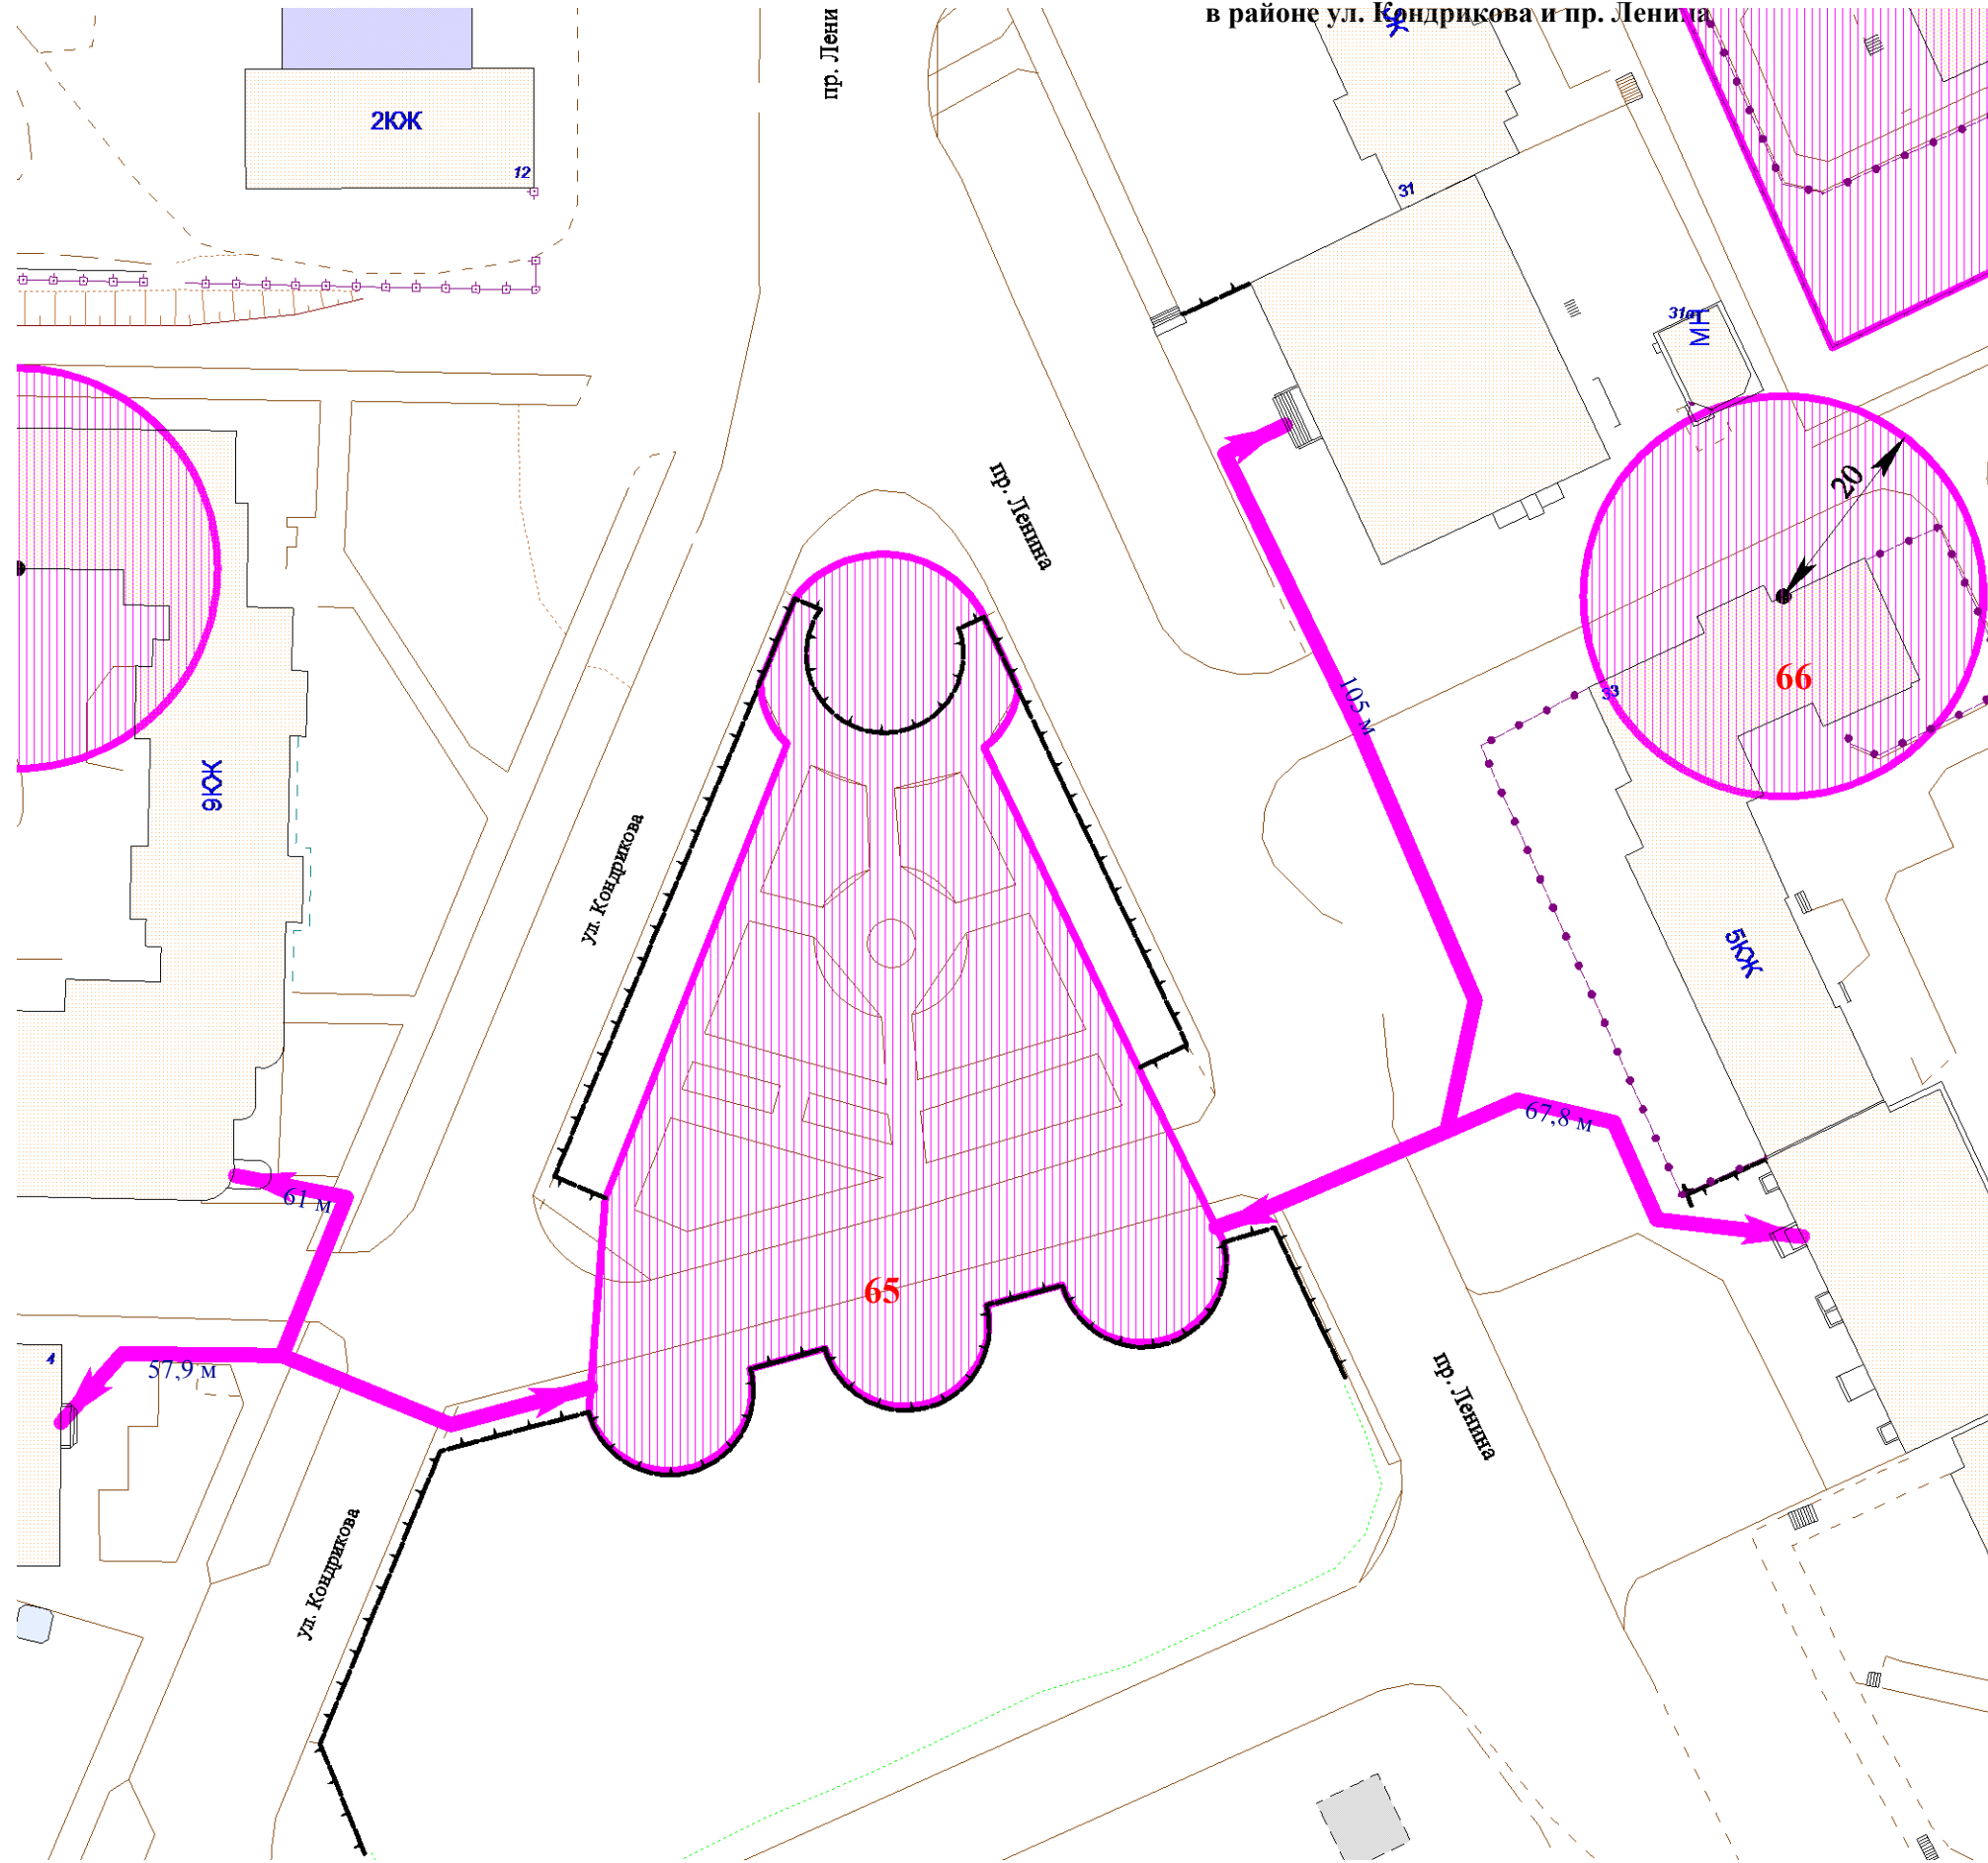 в районе ул. Кондрикова и пр. Ленина
Ж
пр. Лени
2КЖ
12
31
31а
МН
20
пр. Ленина
66
33
105 м
9КЖ
ул. Кондрикова
5КЖ
67,8 м
61 м
65
4
57,9 м
пр. Ленина
ул. Кондрикова